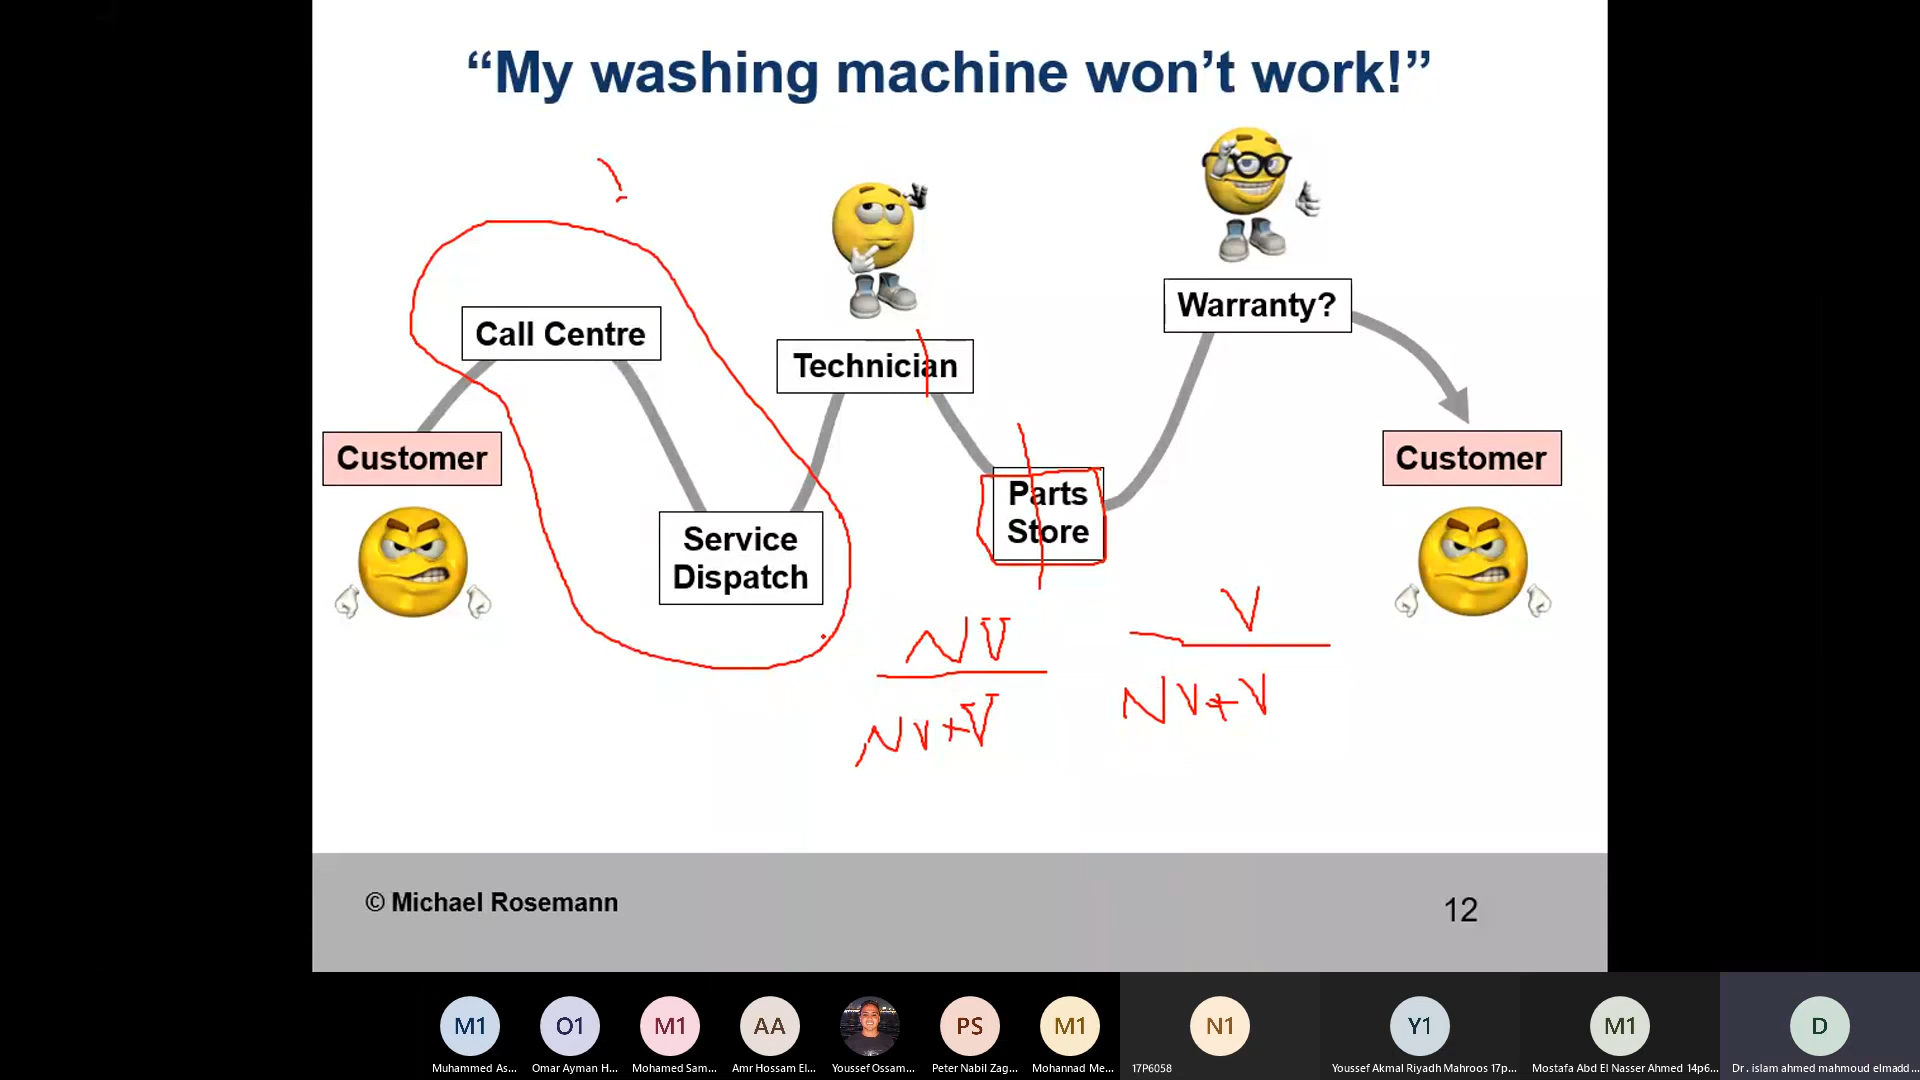 “My washing machine won’t work!”
Warranty?
Call Centre
Technician
Customer
Customer
Parts
Store
Service
Dispatch
NV
NV+V
V
NV+V
© Michael Rosemann
12
M1
O1
M1
AA
PS
M1
N1
Y1
M1
D
Muhammed As...
Omar Ayman H...
Mohamed Sam...
Amr Hossam El...
Youssef Ossam...
Peter Nabil Zag...
Mohannad Me...
17P6058
Youssef Akmal Riyadh Mahroos 17p...
Mostafa Abd El Nasser Ahmed 14p6...
Dr . islam ahmed mahmoud elmadd...